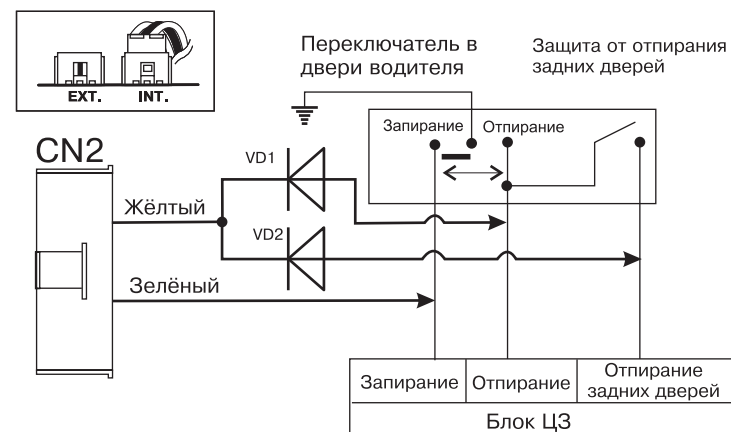 EXT. INT.
Переключатель в
двери водителя
Защита от отпирания
задних дверей
Запирание Отпирание
CN2
VD1
Жёлтый
VD2
Зелёный
Запирание Отпирание Отпирание
задних дверей
Блок ЦЗ